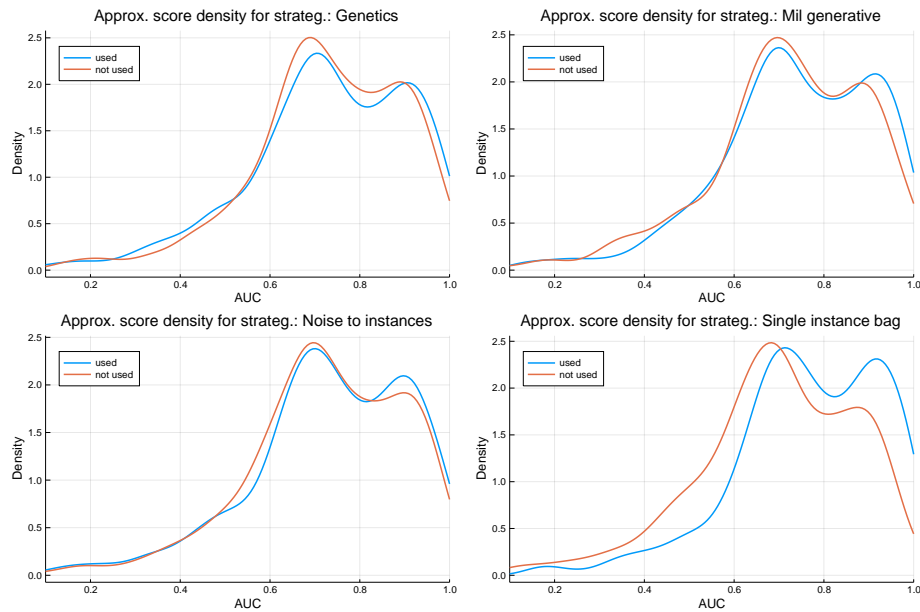 Approx. score density for strateg.: Genetics
2.5
2.0
1.5
1.0
0.5
0.0
Density
used
not used
0.2
0.4
0.6
0.8
1.0
AUC
Approx. score density for strateg.: Mil generative
2.5
2.0
1.5
1.0
0.5
0.0
Density
used
not used
0.2
0.4
0.6
0.8
1.0
AUC
Approx. score density for strateg.: Noise to instances
2.5
2.0
1.5
1.0
0.5
0.0
Density
used
not used
0.2
0.4
0.6
0.8
1.0
AUC
Approx. score density for strateg.: Single instance bag
2.5
2.0
1.5
1.0
0.5
0.0
Density
used
not used
0.2
0.4
0.6
0.8
1.0
AUC